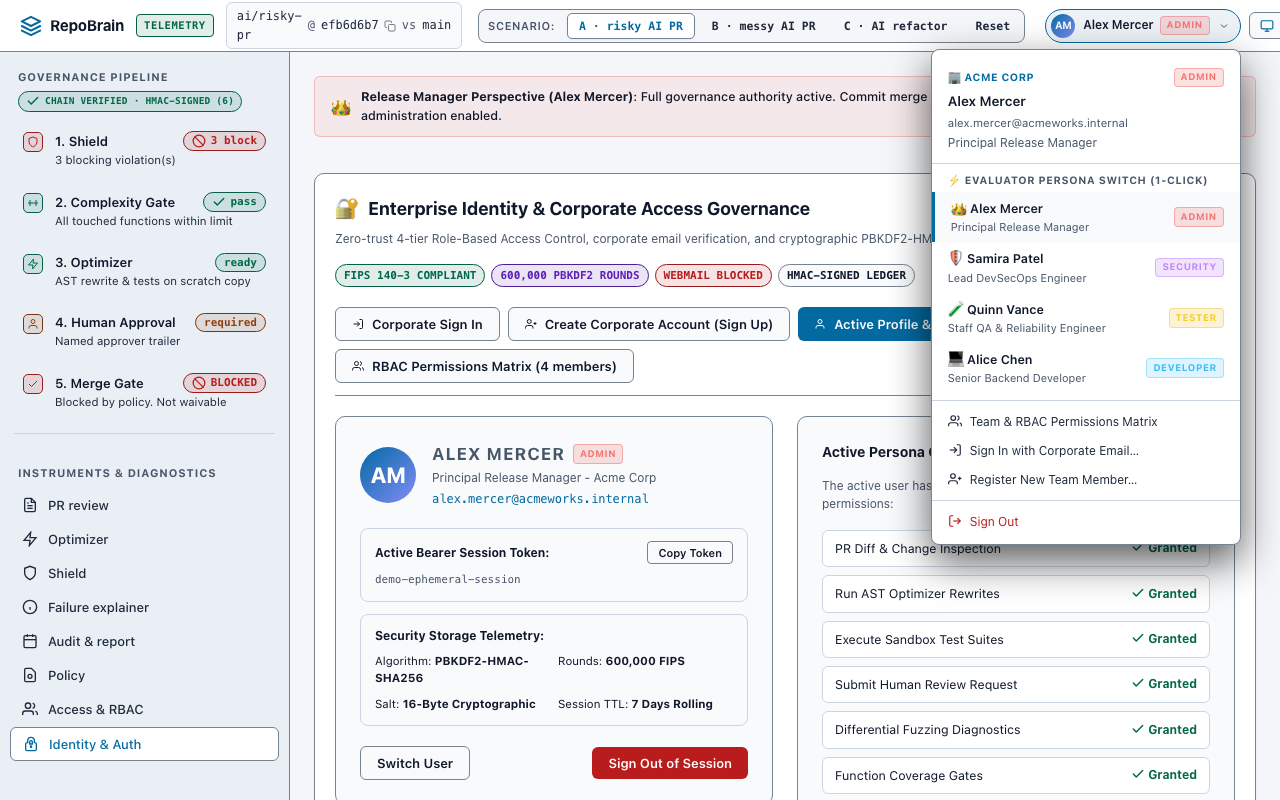 RepoBrain
TELEMETRY
ai/risky-pr @ efb6d6b7 vs main
SCENARIO:
A · risky AI PR
B · messy AI PR
C · AI refactor
Reset
AM
Alex Mercer
ADMIN
GOVERNANCE PIPELINE
CHAIN VERIFIED · HMAC-SIGNED (6)
1. Shield
3 block
3 blocking violation(s)
2. Complexity Gate
pass
All touched functions within limit
3. Optimizer
ready
AST rewrite & tests on scratch copy
4. Human Approval
required
Named approver trailer
5. Merge Gate
BLOCKED
Blocked by policy. Not waivable
INSTRUMENTS & DIAGNOSTICS
PR review
Optimizer
Shield
Failure explainer
Audit & report
Policy
Access & RBAC
Identity & Auth
Release Manager Perspective (Alex Mercer): Full governance authority active. Commit merge
administration enabled.
Enterprise Identity & Corporate Access Governance
Zero-trust 4-tier Role-Based Access Control, corporate email verification, and cryptographic PBKDF2-HM
FIPS 140-3 COMPLIANT
600,000 PBKDF2 ROUNDS
WEBMAIL BLOCKED
HMAC-SIGNED LEDGER
Corporate Sign In
Create Corporate Account (Sign Up)
Active Profile &
RBAC Permissions Matrix (4 members)
AM
ALEX MERCER
ADMIN
Principal Release Manager - Acme Corp
alex.mercer@acmeworks.internal
Active Bearer Session Token:
Copy Token
demo-ephemeral-session
Security Storage Telemetry:
Algorithm: PBKDF2-HMAC-
SHA256
Rounds: 600,000 FIPS
Salt: 16-Byte Cryptographic
Session TTL: 7 Days Rolling
Switch User
Sign Out of Session
Active Persona
The active user has
permissions:
PR Diff & Change Inspection
Granted
Run AST Optimizer Rewrites
Granted
Execute Sandbox Test Suites
Granted
Submit Human Review Request
Granted
Differential Fuzzing Diagnostics
Granted
Function Coverage Gates
Granted
ACME CORP
ADMIN
Alex Mercer
alex.mercer@acmeworks.internal
Principal Release Manager
EVALUATOR PERSONA SWITCH (1-CLICK)
Alex Mercer
Principal Release Manager
ADMIN
Samira Patel
Lead DevSecOps Engineer
SECURITY
Quinn Vance
Staff QA & Reliability Engineer
TESTER
Alice Chen
Senior Backend Developer
DEVELOPER
Team & RBAC Permissions Matrix
Sign In with Corporate Email...
Register New Team Member...
Sign Out